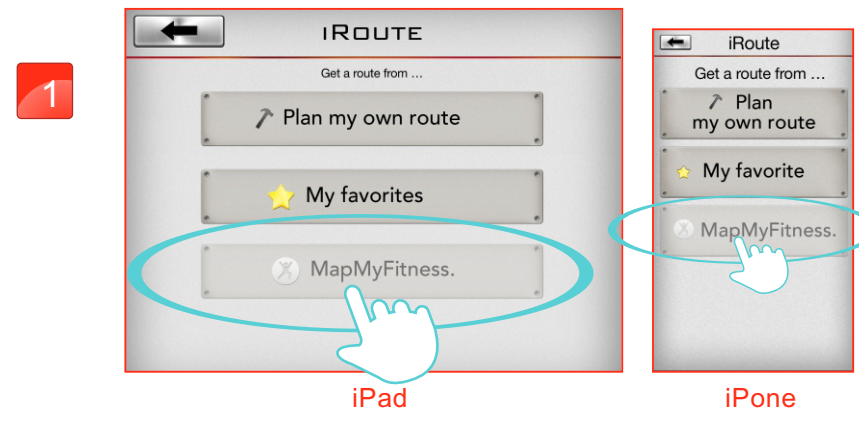 1
iRoute
Get a route from ...
Plan my own route
My favorites
MapMyFitness.
iPad
iRoute
Get a route from ...
Plan
my own route
My favorite
MapMyFitness.
iPone